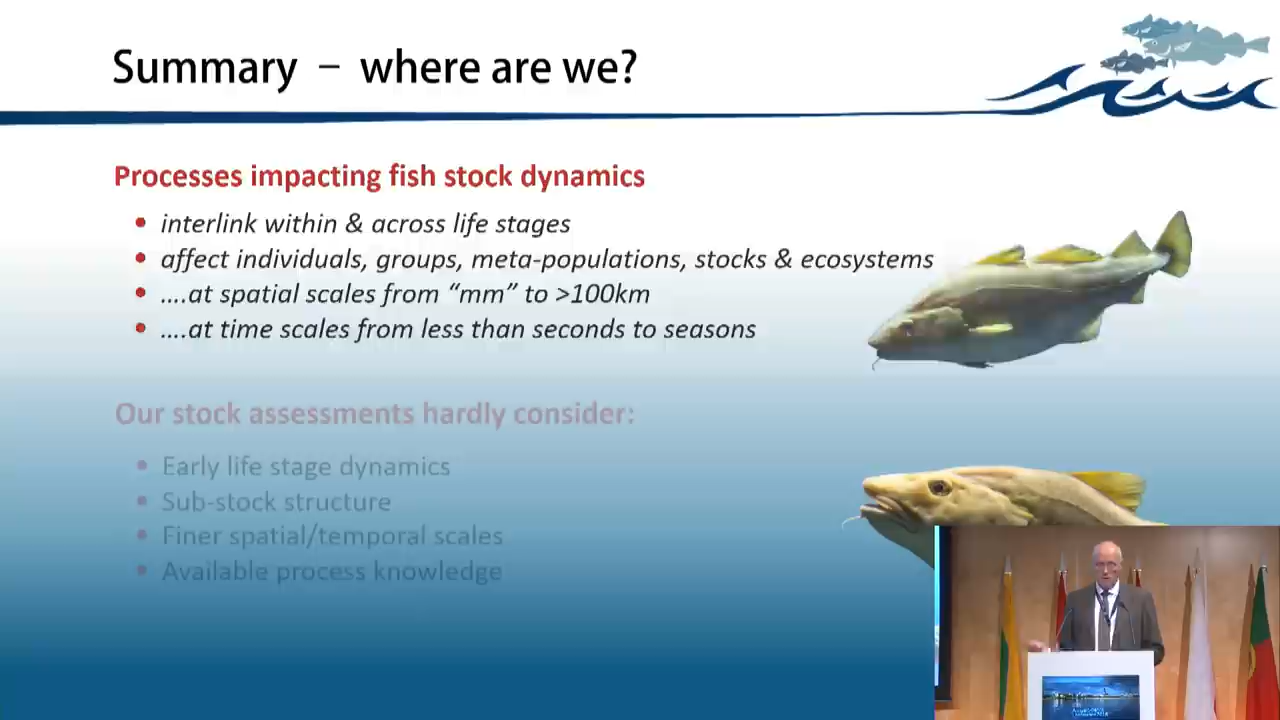 Summary – where are we?
Processes impacting fish stock dynamics
• interlink within & across life stages
• affect individuals, groups, meta-populations, stocks & ecosystems
• ....at spatial scales from “mm” to >100km
• ....at time scales from less than seconds to seasons
Our stock assessments hardly consider:
• Early life stage dynamics
• Sub-stock structure
• Finer spatial/temporal scales
• Available process knowledge